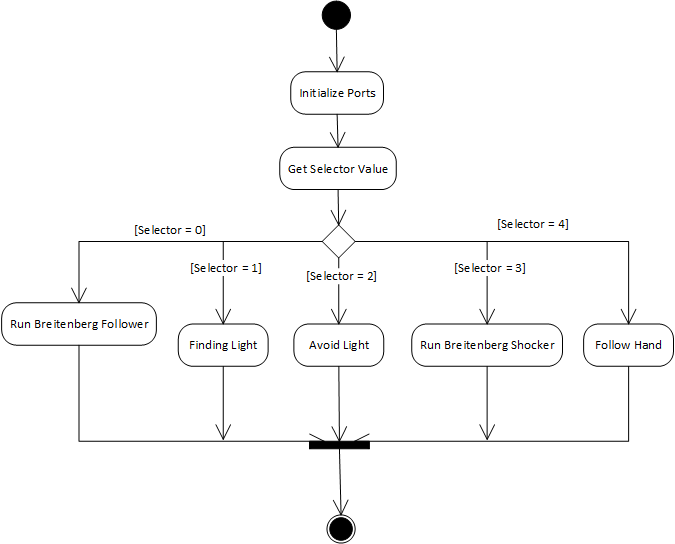 Initialize Ports
Get Selector Value
[Selector = 0]
[Selector = 4]
[Selector = 1]
[Selector = 2]
[Selector = 3]
Run Breitenberg Follower
Finding Light
Avoid Light
Run Breitenberg Shocker
Follow Hand